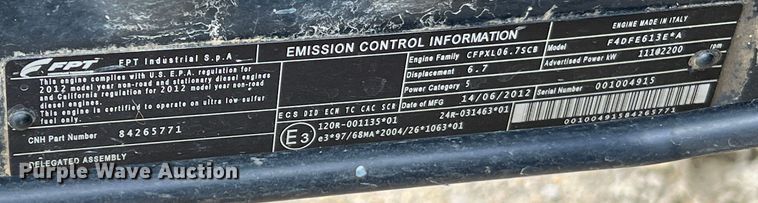 FPT FPT Industrial S.p.A
EMISSION CONTROL INFORMATION
ENGINE MADE IN ITALY
This engine complies with U.S.E.P.A. regulation for
2012 model year non-road and stationary diesel engines
and California regulation for 2012 model year non-road
diesel engines.
This engine is certified to operate on ultra low sulfur
fuel only.
CNH Part Number 84265771
DELEGATED ASSEMBLY
Engine Family CFPXL06.7SCB
Displacement 6.7
Power Category 5
Date of MFG 14/06/2012
Model F4DFE613E*A
Advertised Power kW 110@2200 rpm
Serial Number 001004915
ECS DID ECM TC CAC SCR
E3
120R-001135*01
24R-031463*01
e3*97/68MA*2004/26*1063*01
00100491584265771
Purple Wave Auction